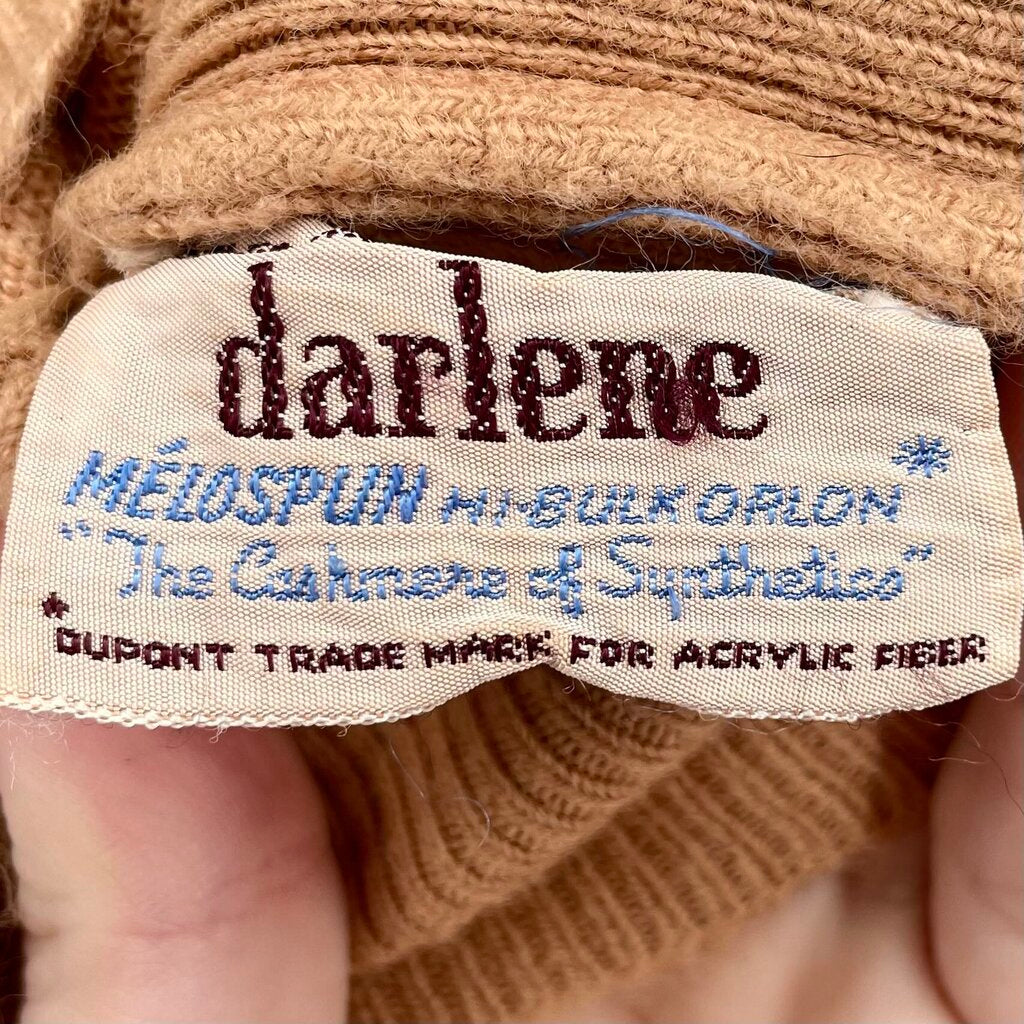 darlene
MÉLOSPUN HI-BULK ORLON*
"The Cashmere of Synthetics"
*DUPONT TRADE MARK FOR ACRYLIC FIBER